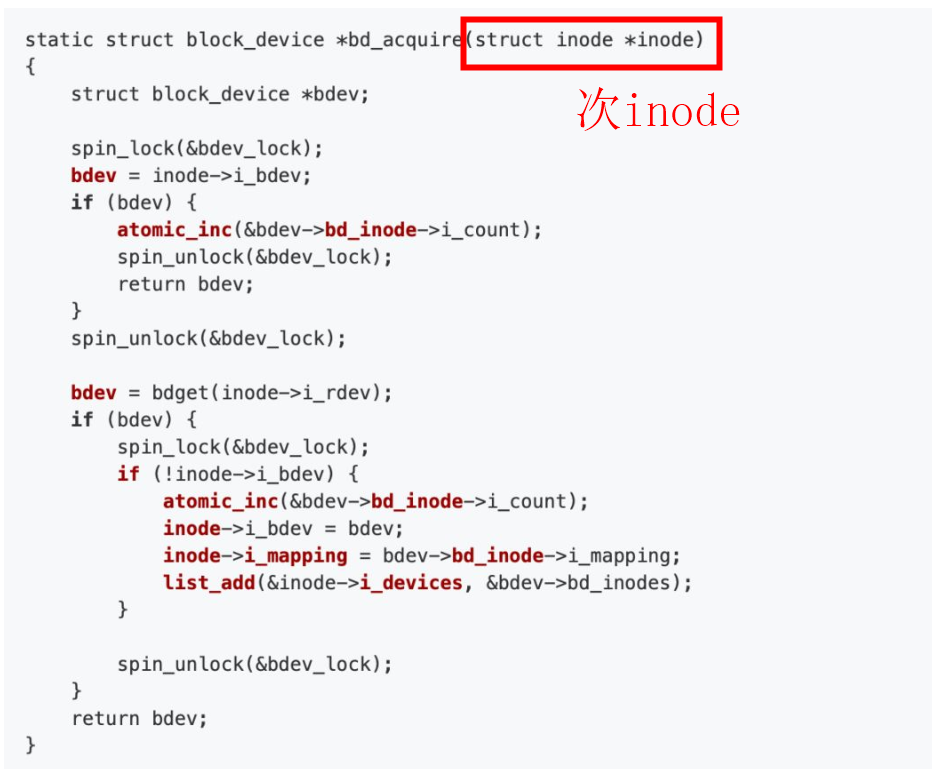 static struct block_device *bd_acquire(struct inode *inode)
{
    struct block_device *bdev;
次inode
    spin_lock(&bdev_lock);
    bdev = inode->i_bdev;
    if (bdev) {
        atomic_inc(&bdev->bd_inode->i_count);
        spin_unlock(&bdev_lock);
        return bdev;
    }
    spin_unlock(&bdev_lock);
    bdev = bdget(inode->i_rdev);
    if (bdev) {
        spin_lock(&bdev_lock);
        if (!inode->i_bdev) {
            atomic_inc(&bdev->bd_inode->i_count);
            inode->i_bdev = bdev;
            inode->i_mapping = bdev->bd_inode->i_mapping;
            list_add(&inode->i_devices, &bdev->bd_inodes);
        }
        spin_unlock(&bdev_lock);
    }
    return bdev;
}